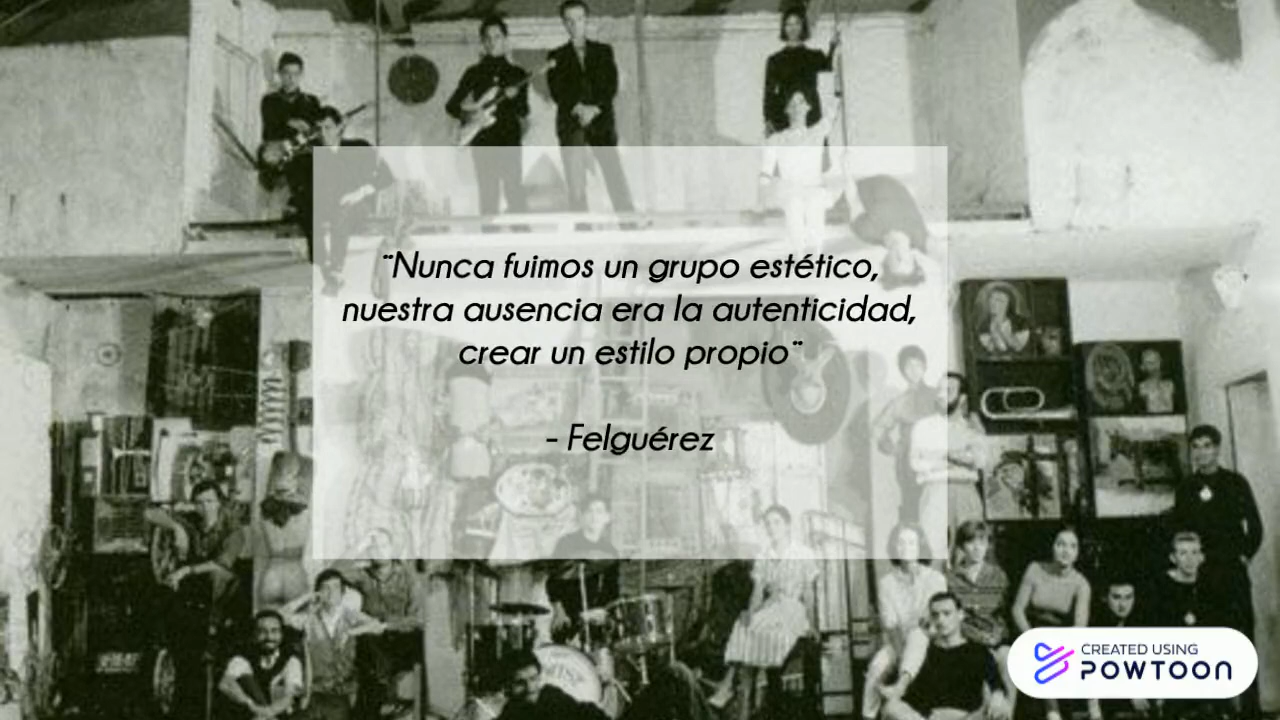 ¨Nunca fuimos un grupo estético,
nuestra ausencia era la autenticidad,
crear un estilo propio¨
- Felguérez
CREATED USING
POWTOON